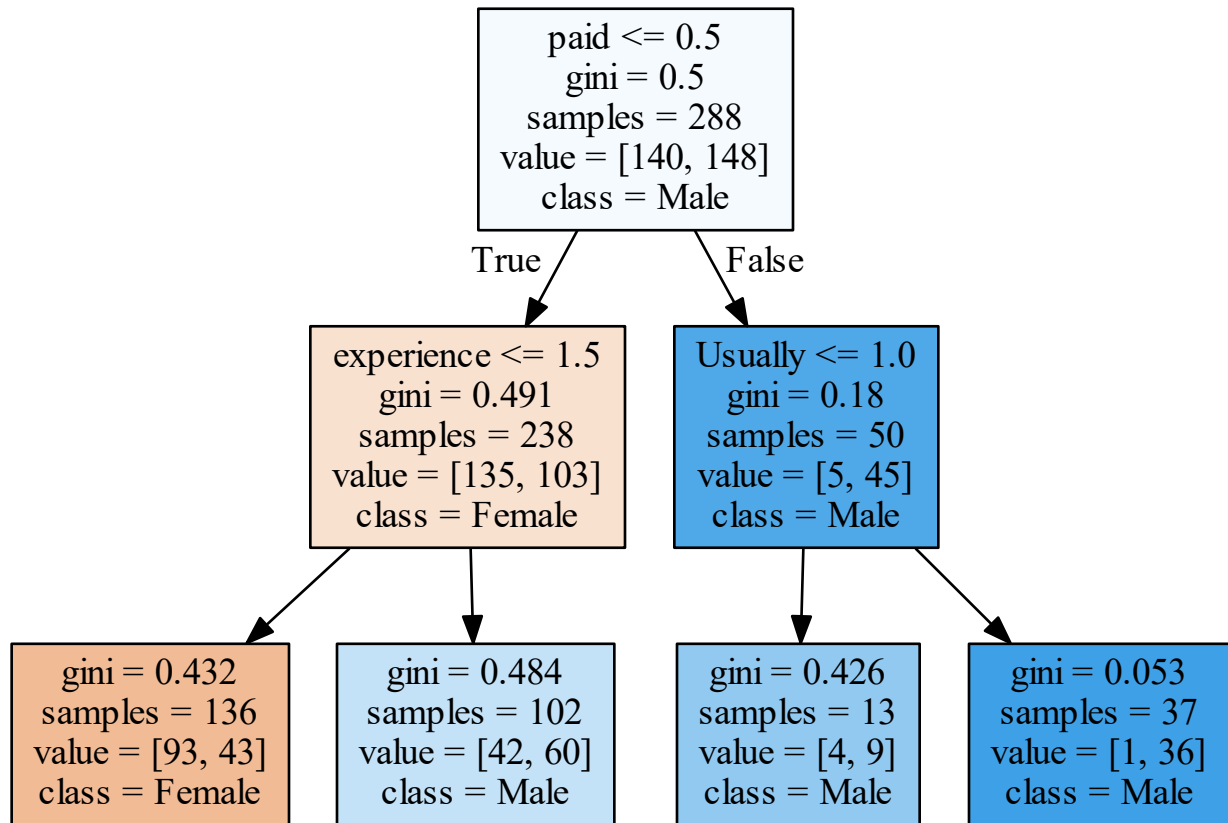 paid <= 0.5
gini = 0.5
samples = 288
value = [140, 148]
class = Male
True
False
experience <= 1.5
gini = 0.491
samples = 238
value = [135, 103]
class = Female
Usually <= 1.0
gini = 0.18
samples = 50
value = [5, 45]
class = Male
gini = 0.432
samples = 136
value = [93, 43]
class = Female
gini = 0.484
samples = 102
value = [42, 60]
class = Male
gini = 0.426
samples = 13
value = [4, 9]
class = Male
gini = 0.053
samples = 37
value = [1, 36]
class = Male